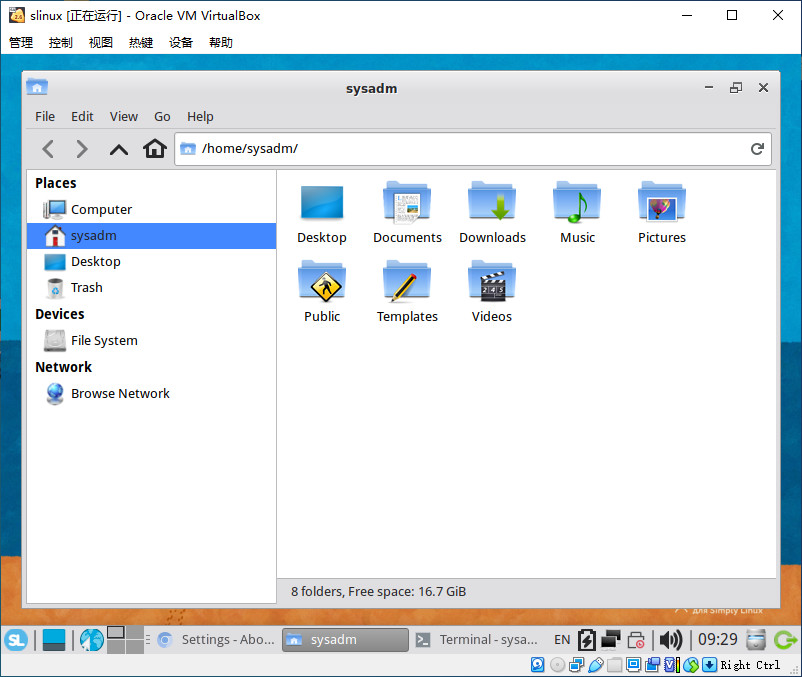 slinux [正在运行] - Oracle VM VirtualBox
管理 控制 视图 热键 设备 帮助
sysadm
File Edit View Go Help
/home/sysadm/
Places
Computer
sysadm
Desktop
Trash
Devices
File System
Network
Browse Network
Desktop Documents Downloads Music Pictures
Public Templates Videos
8 folders, Free space: 16.7 GiB
для Simply Linux
SL Settings - Abo... sysadm Terminal - sysa... EN 09:29
Right Ctrl